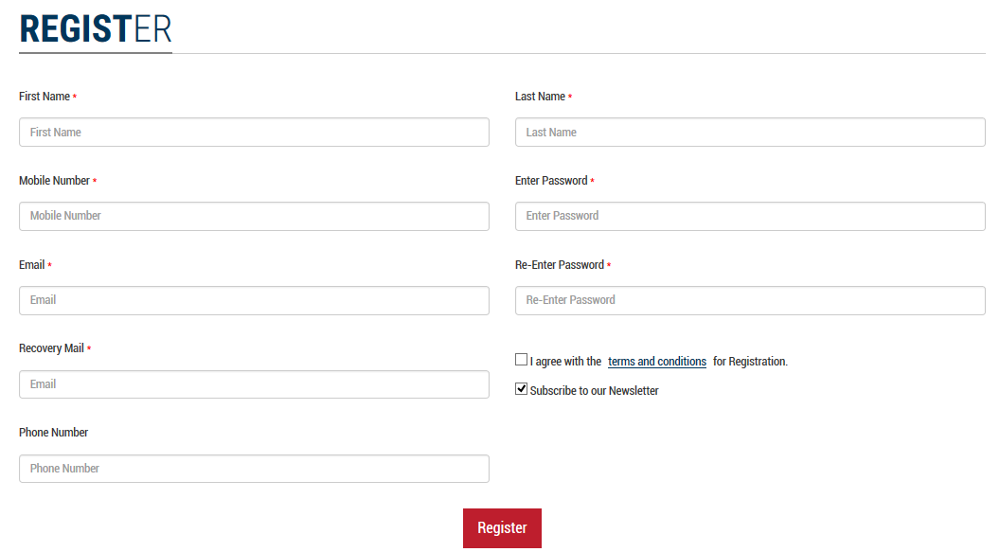 REGISTER
First Name *
First Name
Last Name *
Last Name
Mobile Number *
Mobile Number
Enter Password *
Enter Password
Email *
Email
Re-Enter Password *
Re-Enter Password
Recovery Mail *
Email
I agree with the terms and conditions for Registration.
Subscribe to our Newsletter
Phone Number
Phone Number
Register